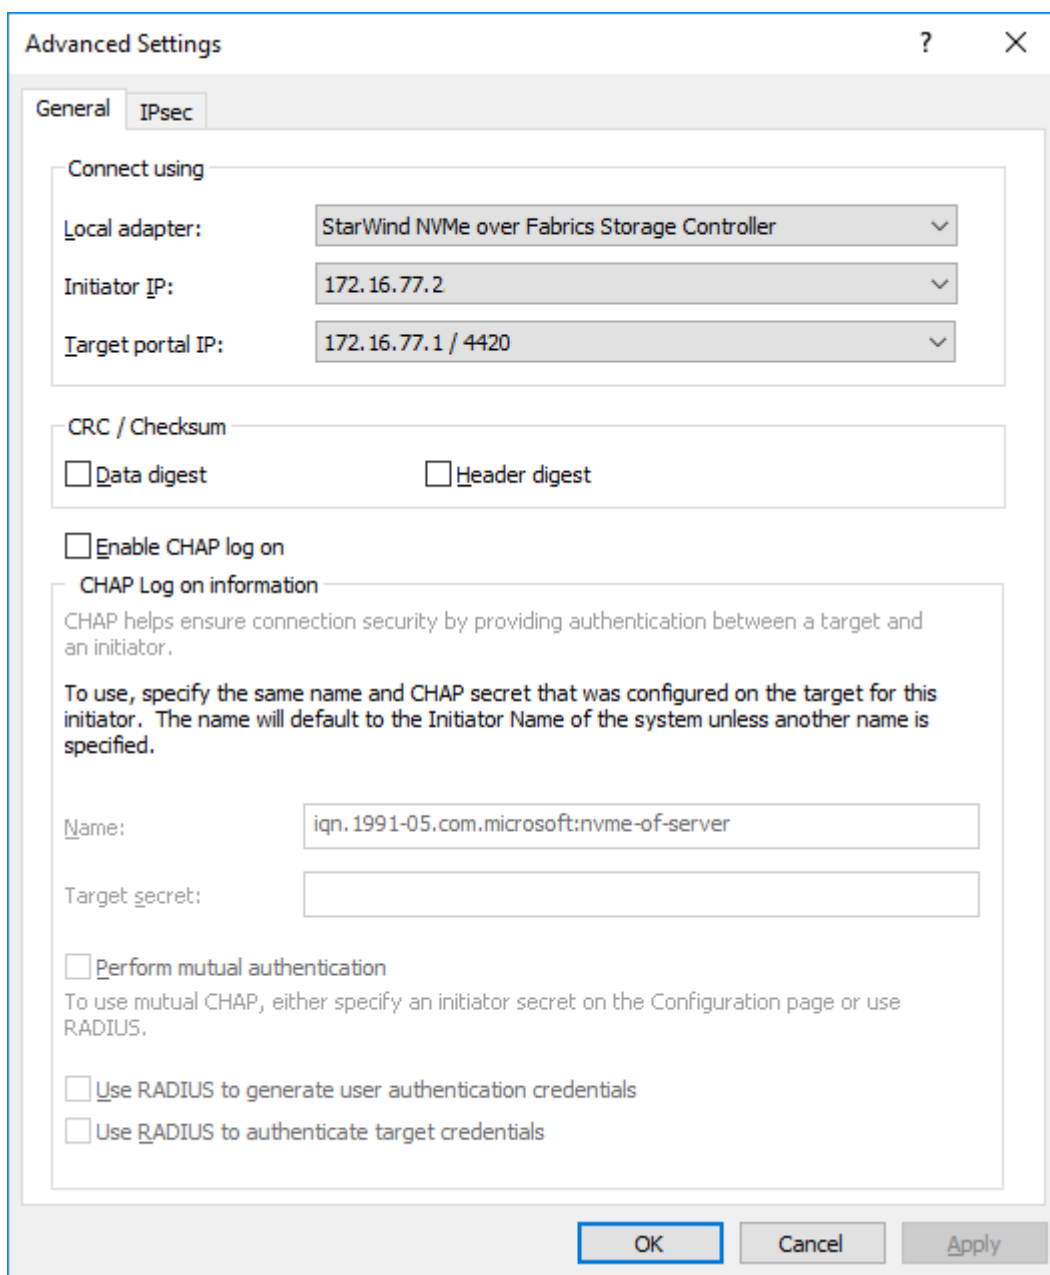 Advanced Settings ?
General IPsec
Connect using
Local adapter: StarWind NVMe over Fabrics Storage Controller
Initiator IP: 172.16.77.2
Target portal IP: 172.16.77.1 / 4420
CRC / Checksum
Data digest Header digest
Enable CHAP log on
CHAP Log on information
CHAP helps ensure connection security by providing authentication between a target and
an initiator.
To use, specify the same name and CHAP secret that was configured on the target for this
initiator. The name will default to the Initiator Name of the system unless another name is
specified.
Name: iqn.1991-05.com.microsoft:nvme-of-server
Target secret:
Perform mutual authentication
To use mutual CHAP, either specify an initiator secret on the Configuration page or use
RADIUS.
Use RADIUS to generate user authentication credentials
Use RADIUS to authenticate target credentials
OK Cancel Apply